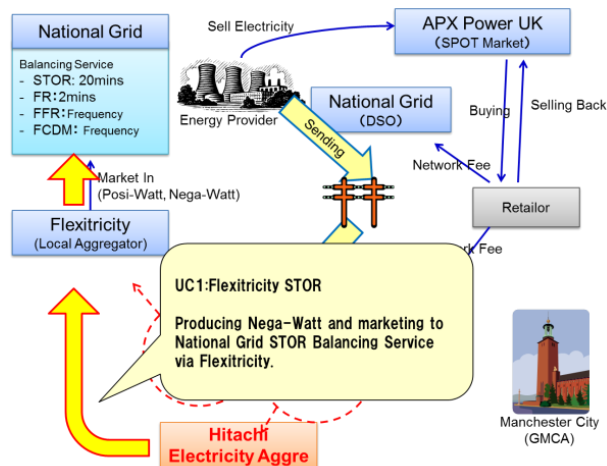 National Grid
Balancing Service
- STOR: 20mins
- FR:2mins
- FFR: Frequency
- FCDM: Frequency
Sell Electricity
APX Power UK
(SPOT Market)
Energy Provider
National Grid
(DSO)
Sending
Buying
Selling Back
Network Fee
Market In
(Posi-Watt, Nega-Watt)
Flexitricity
(Local Aggregator)
Retailor
Fee
UC1:Flexitricity STOR
Producing Nega-Watt and marketing to
National Grid STOR Balancing Service
via Flexitricity.
Manchester City
(GMCA)
Hitachi
Electricity Aggre